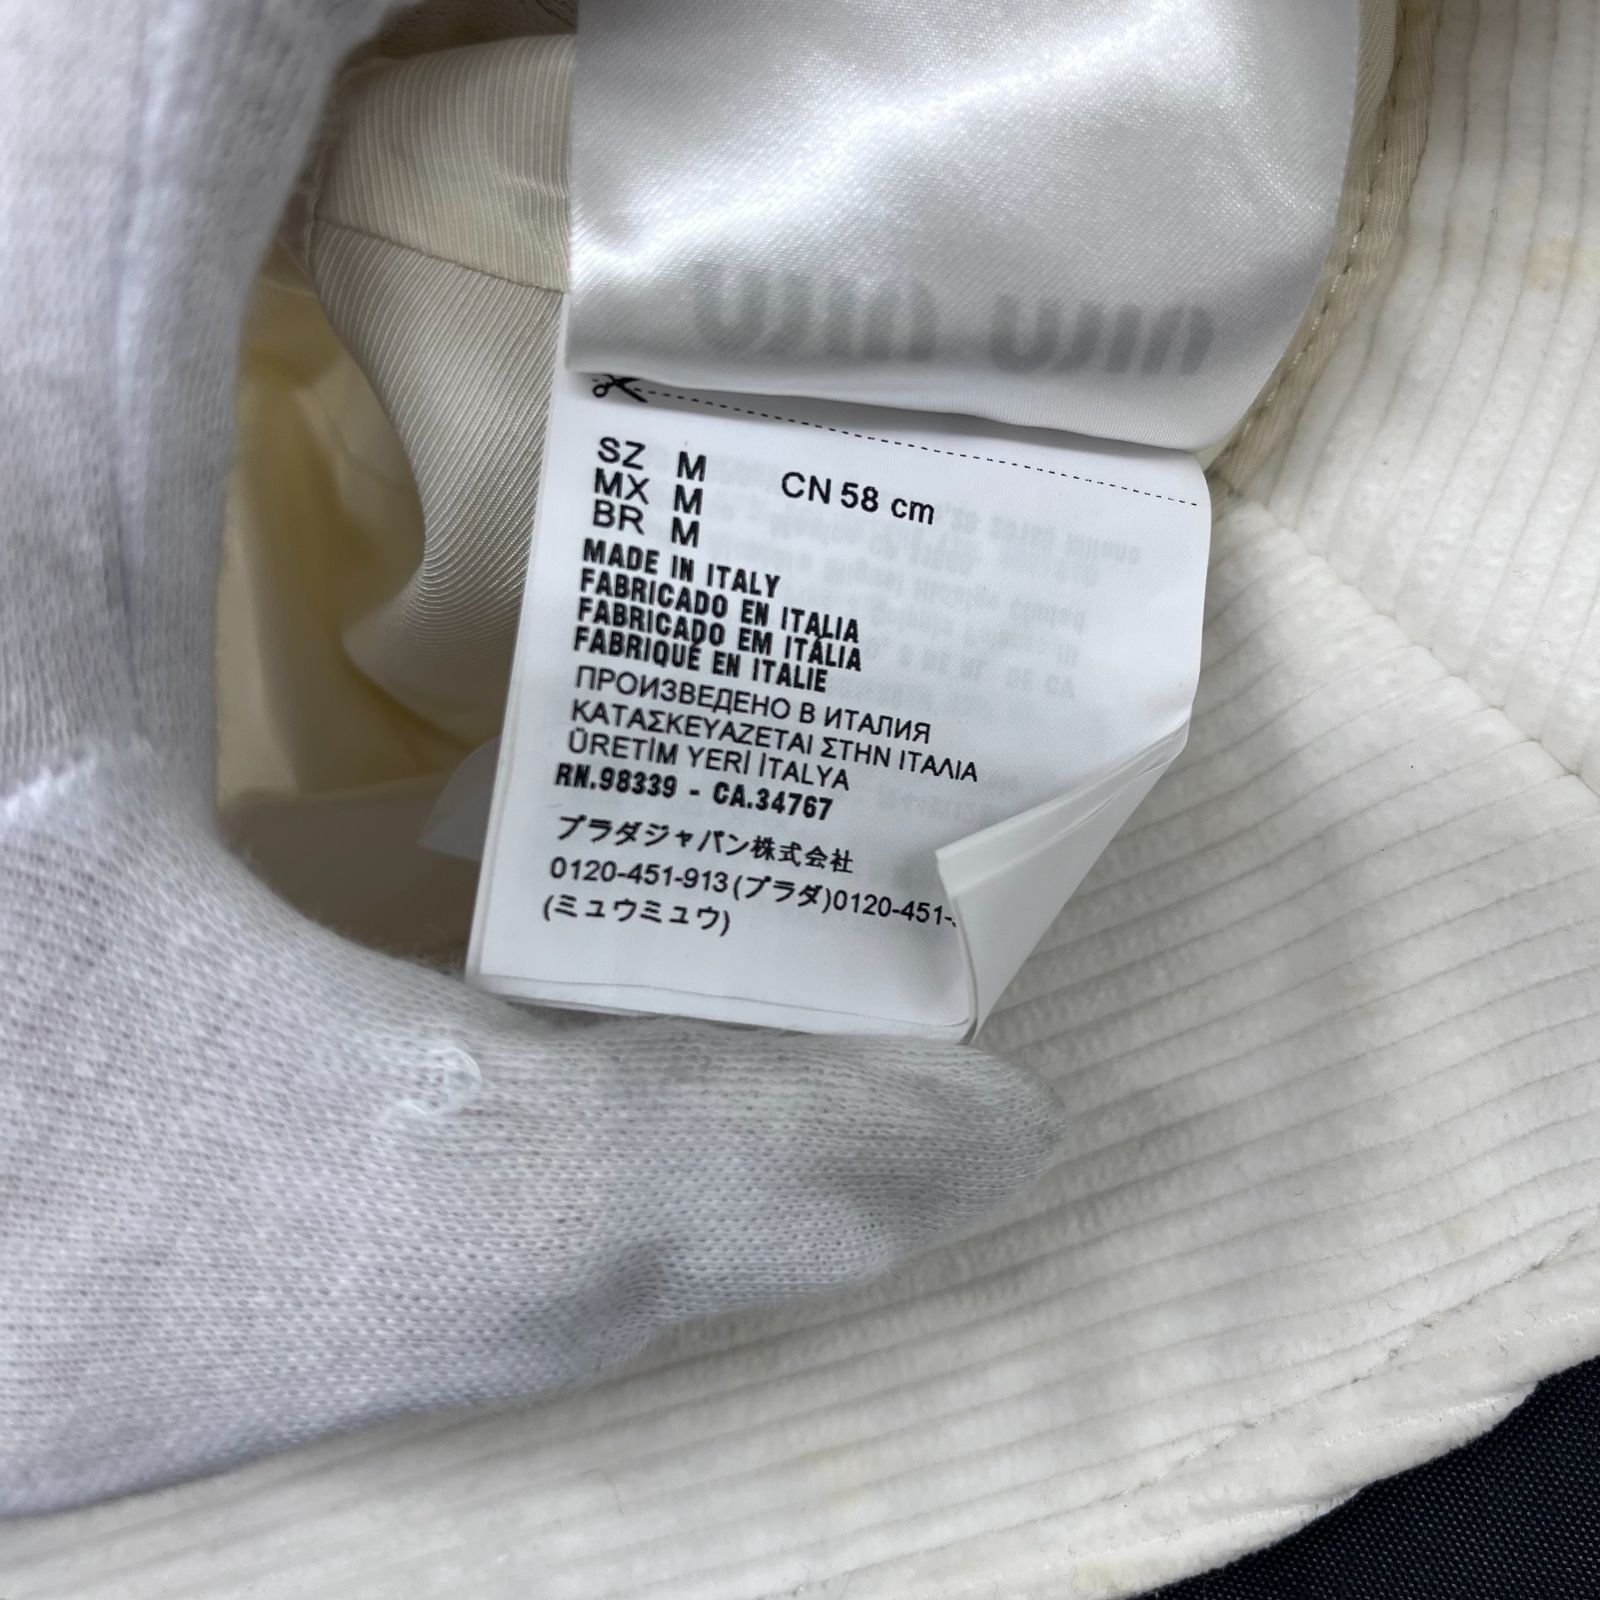 SZ M CN 58 cm
MX M
BR M
MADE IN ITALY
FABRICADO EN ITALIA
FABRICADO EM ITÁLIA
FABRIQUÉ EN ITALIE
ПРОИЗВЕДЕНО В ИТАЛИЯ
ΚΑΤΑΣΚΕΥΑΖΕΤΑΙ ΣΤΗΝ ΙΤΑΛΙΑ
ÜRETİM YERİ İTALYA
RN.98339 - CA.34767
プラダジャパン株式会社
0120-451-913(プラダ)0120-451-
(ミュウミュウ)